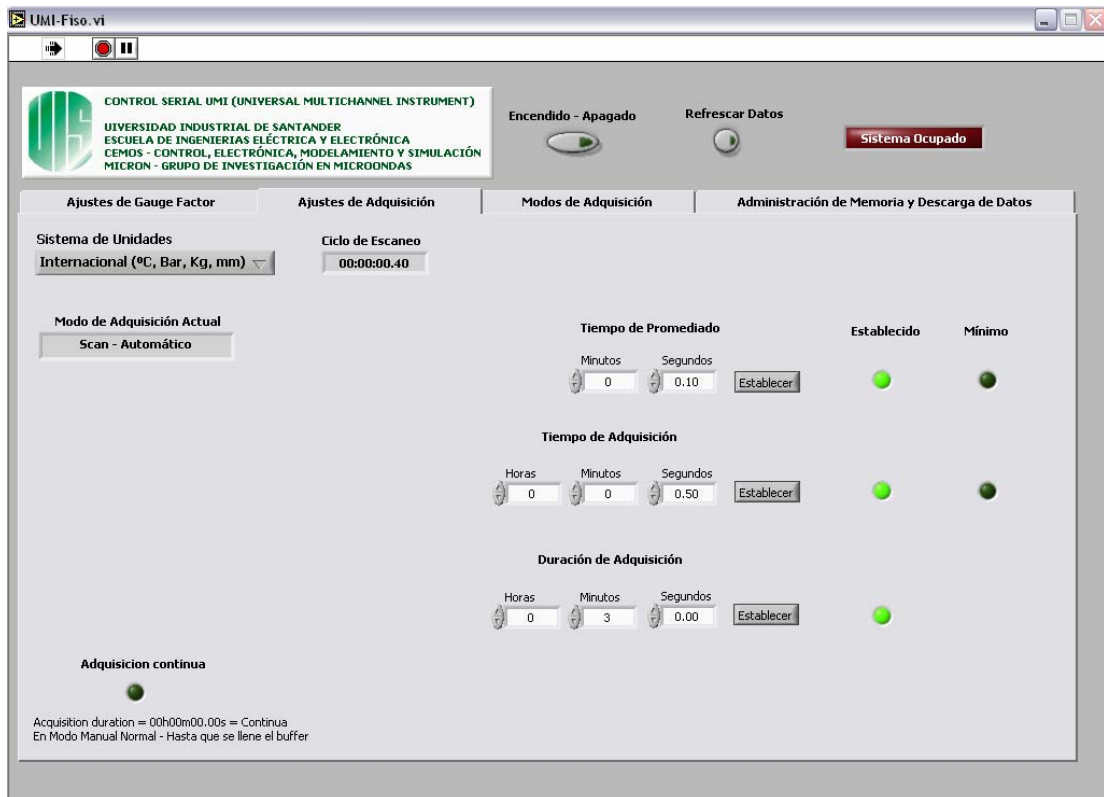 UMI-Fiso.vi
CONTROL SERIAL UMI (UNIVERSAL MULTICHANNEL INSTRUMENT)
UIVERSIDAD INDUSTRIAL DE SANTANDER
ESCUELA DE INGENIERIAS ELÉCTRICA Y ELECTRÓNICA
CEMOS - CONTROL, ELECTRÓNICA, MODELAMIENTO Y SIMULACIÓN
MICRON - GRUPO DE INVESTIGACIÓN EN MICROONDAS
UIS
Encendido - Apagado
Refrescar Datos
Sistema Ocupado
Ajustes de Gauge Factor
Ajustes de Adquisición
Modos de Adquisición
Administración de Memoria y Descarga de Datos
Sistema de Unidades
Internacional (ºC, Bar, Kg, mm)
Ciclo de Escaneo
00:00:00.40
Modo de Adquisición Actual
Scan - Automático
Tiempo de Promediado
Establecido
Mínimo
Minutos
Segundos
0
0.10
Establecer
Tiempo de Adquisición
Horas
Minutos
Segundos
0
0
0.50
Establecer
Duración de Adquisición
Horas
Minutos
Segundos
0
3
0.00
Establecer
Adquisicion continua
Acquisition duration = 00h00m00.00s = Continua
En Modo Manual Normal - Hasta que se llene el buffer